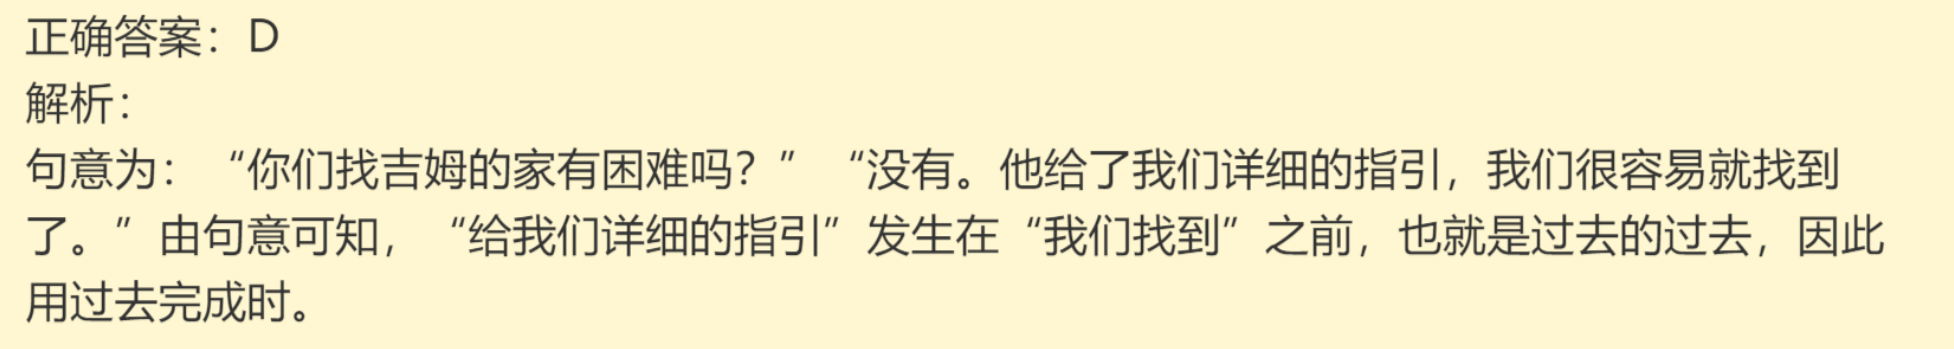 正确答案：D
解析：
句意为：“你们找吉姆的家有困难吗？”“没有。他给了我们详细的指引，我们很容易就找到
了。”由句意可知，“给我们详细的指引”发生在“我们找到”之前，也就是过去的过去，因此
用过去完成时。